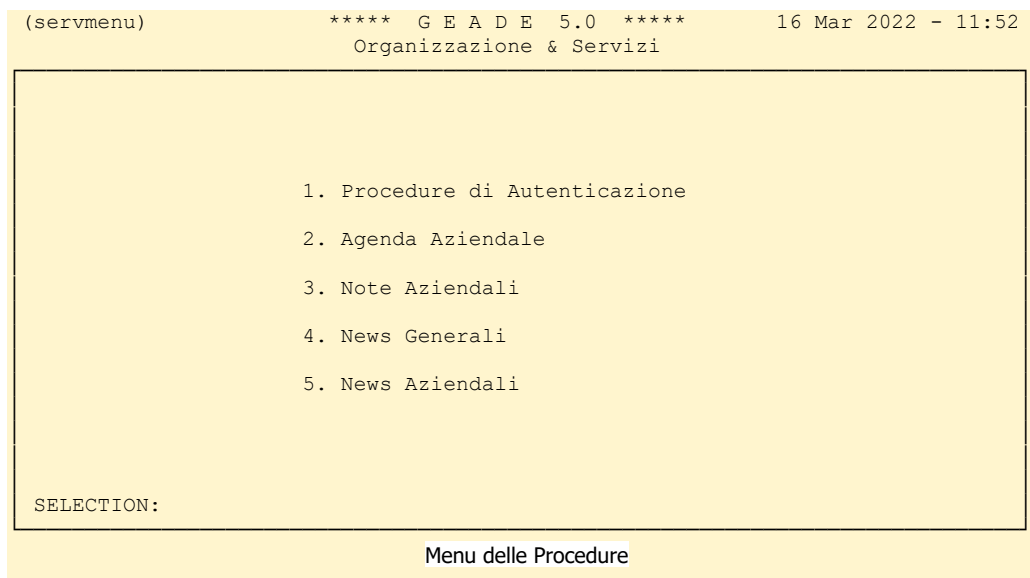 (servmenu) ***** G E A D E 5.0 ***** 16 Mar 2022 - 11:52
Organizzazione & Servizi
1. Procedure di Autenticazione
2. Agenda Aziendale
3. Note Aziendali
4. News Generali
5. News Aziendali
SELECTION:
Menu delle Procedure